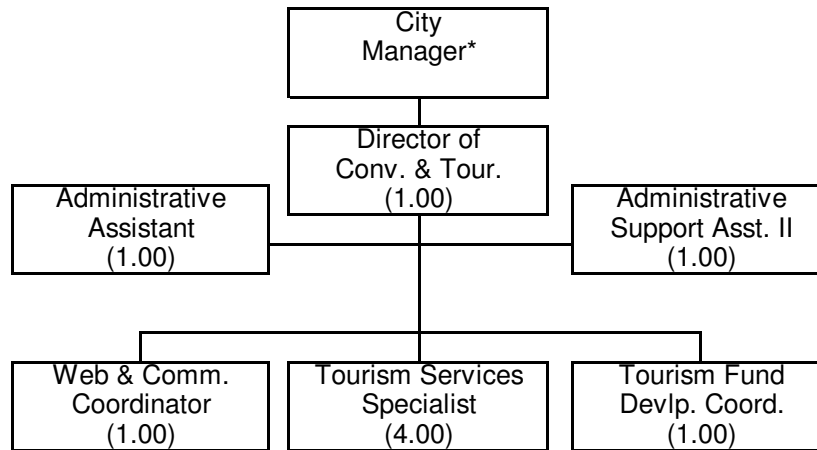 City
Manager*
Director of
Conv. & Tour.
(1.00)
Administrative
Assistant
(1.00)
Administrative
Support Asst. II
(1.00)
Web & Comm.
Coordinator
(1.00)
Tourism Services
Specialist
(4.00)
Tourism Fund
Devlp. Coord.
(1.00)